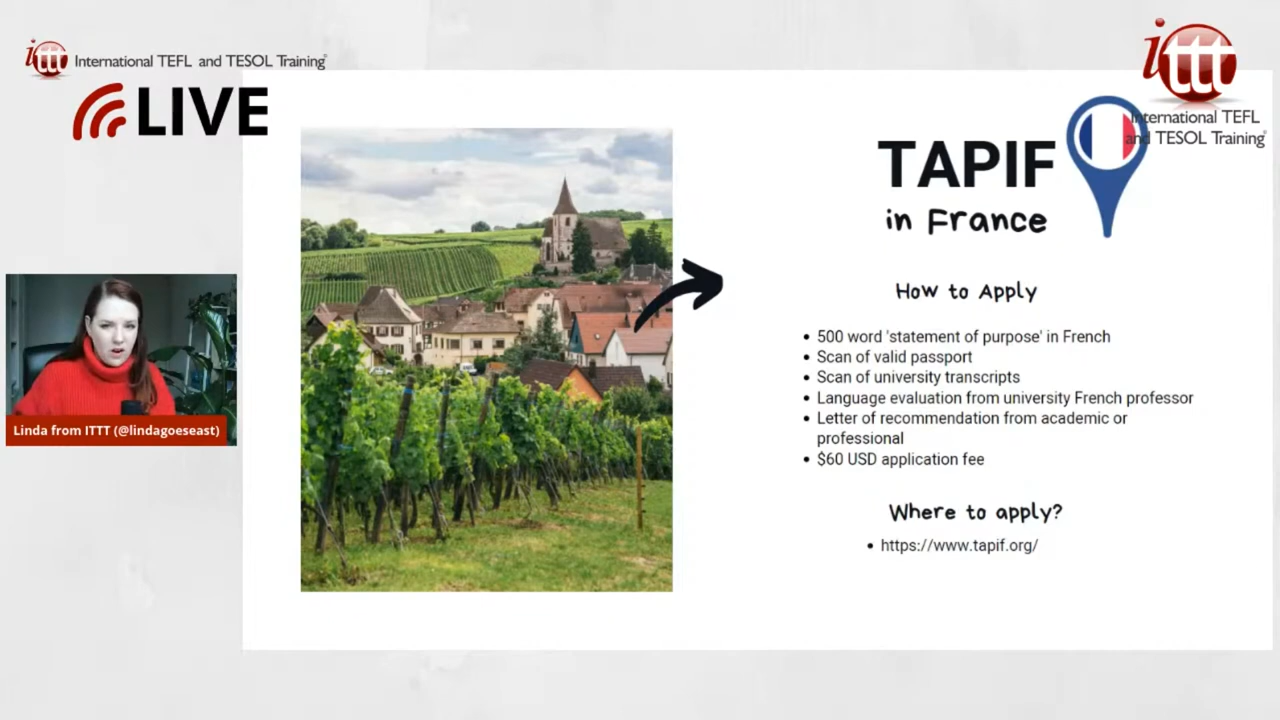 ittt International TEFL and TESOL Training
LIVE
ittt
International TEFL
and TESOL Training
TAPIF
in France
How to Apply
• 500 word 'statement of purpose' in French
• Scan of valid passport
• Scan of university transcripts
• Language evaluation from university French professor
• Letter of recommendation from academic or
professional
• $60 USD application fee
Where to apply?
• https://www.tapif.org/
Linda from ITTT (@lindagoeseast)